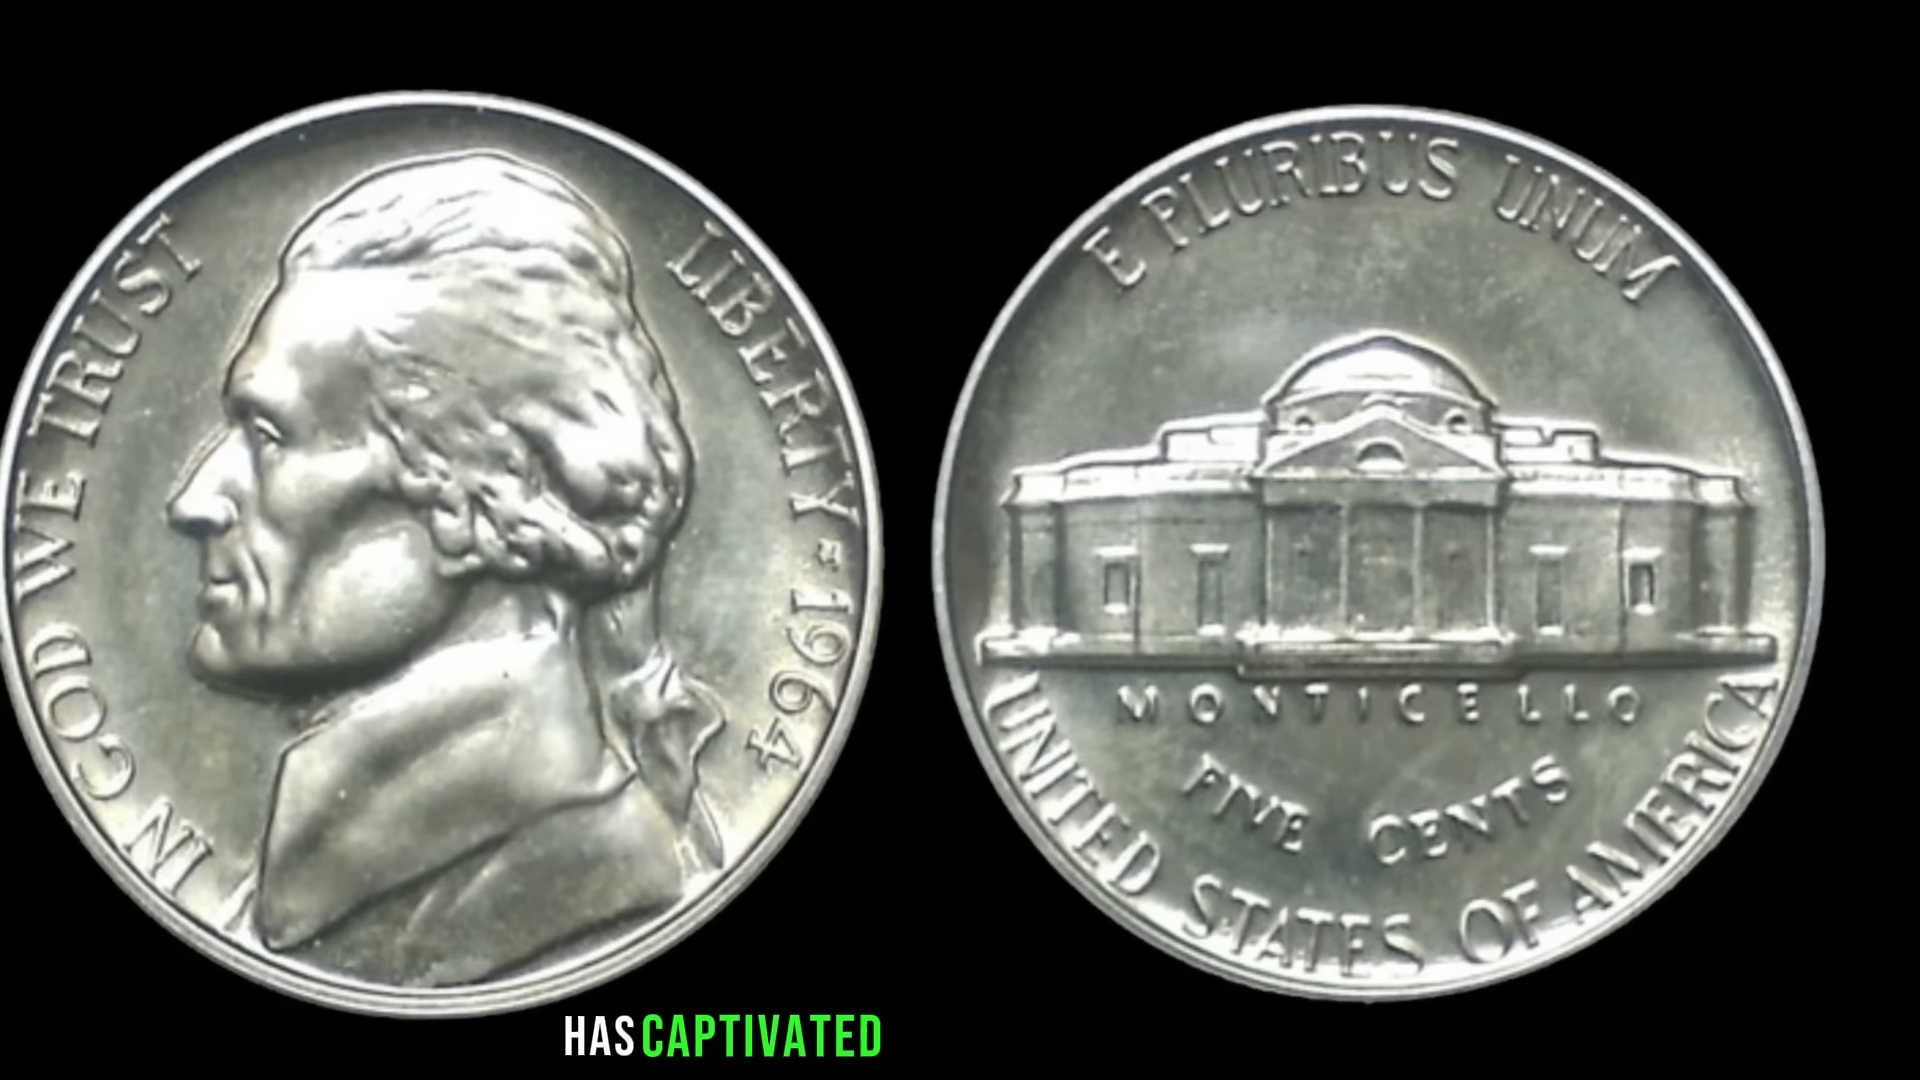 IN GOD WE TRUST
LIBERTY * 1964
E PLURIBUS UNUM
MONTICELLO
FIVE CENTS
UNITED STATES OF AMERICA
HAS CAPTIVATED